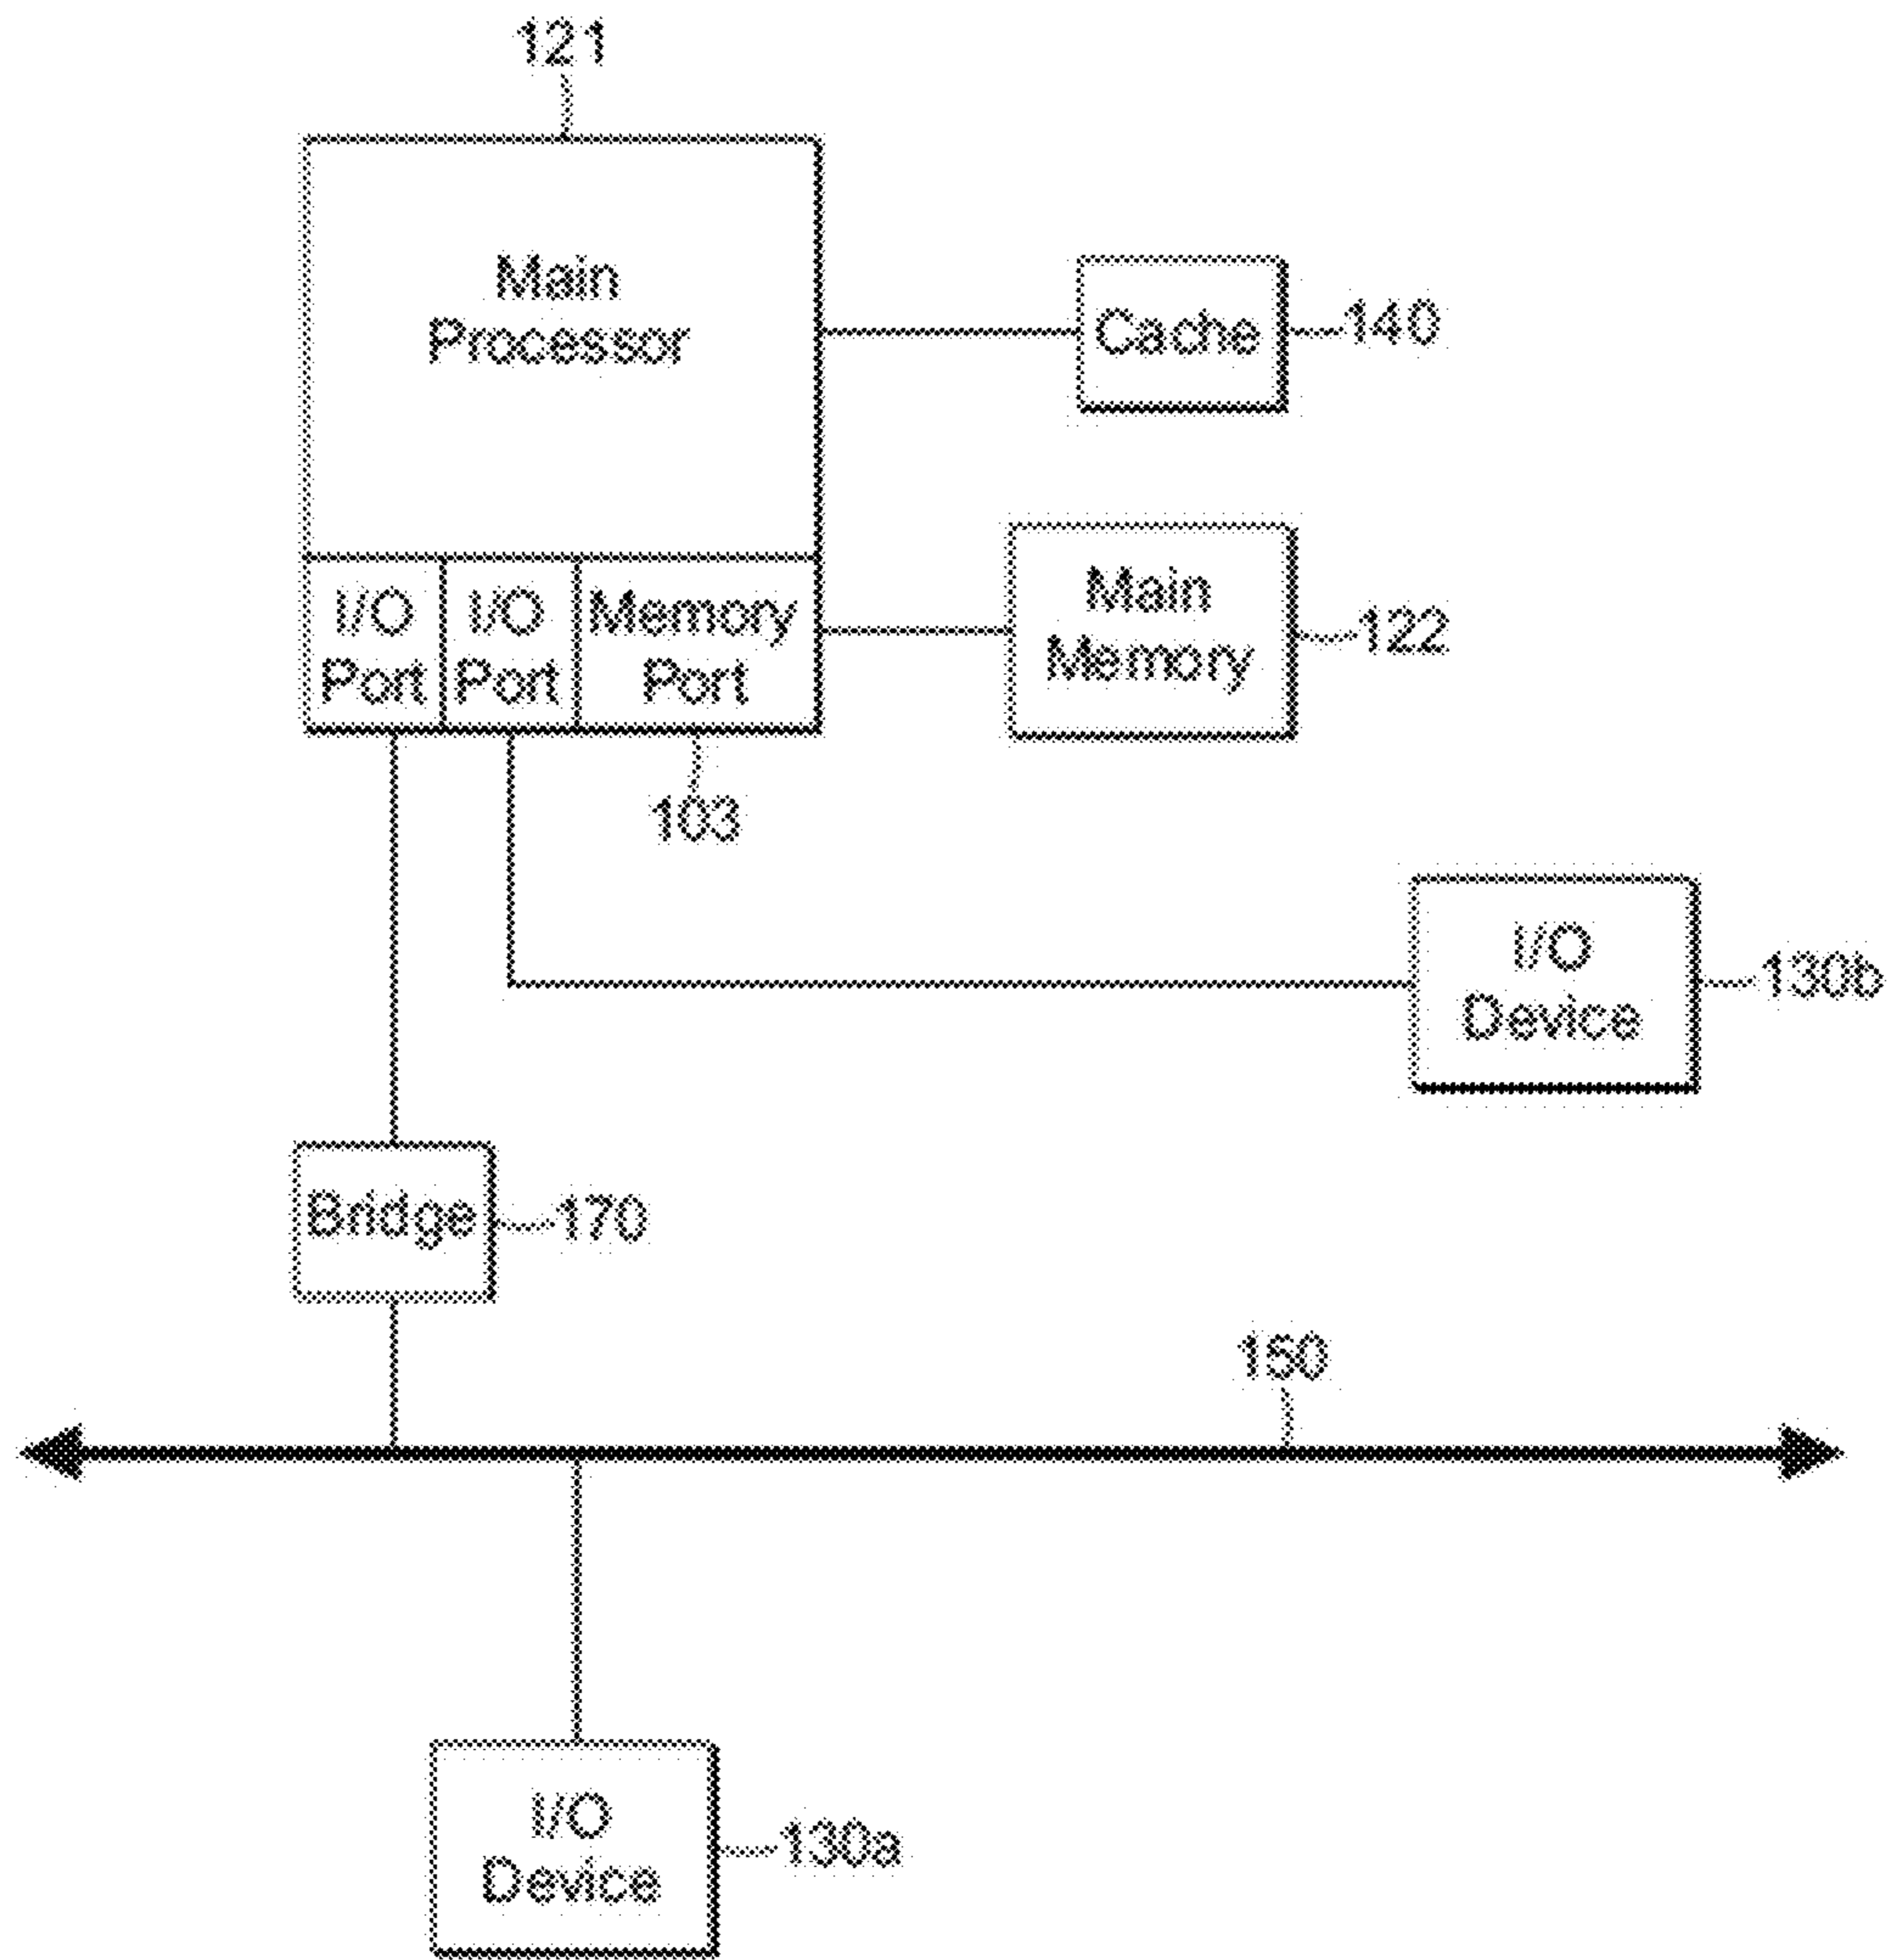 121
Main
Processor
Cache
140
I/O
Port
I/O
Port
Memory
Port
Main
Memory
122
103
I/O
Device
130b
Bridge
170
150
I/O
Device
130a